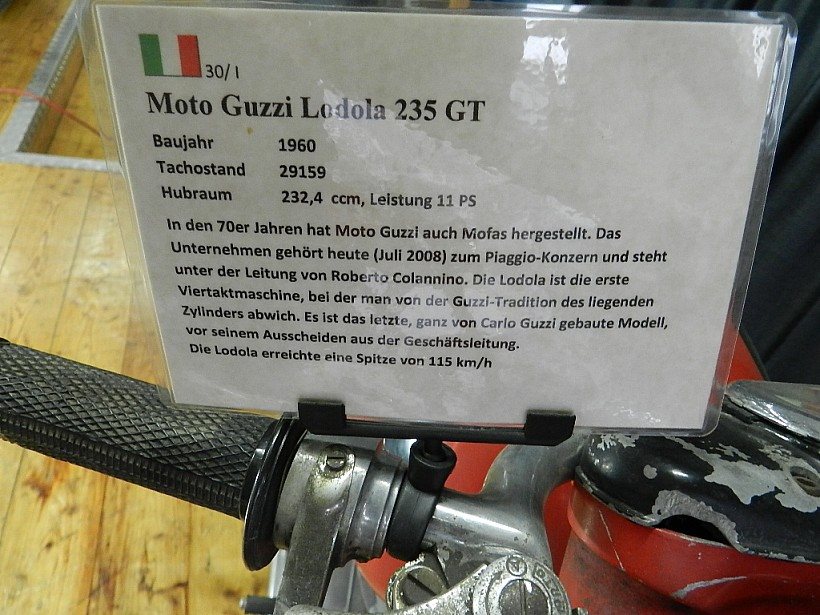 30/ I
Moto Guzzi Lodola 235 GT
Baujahr 1960
Tachostand 29159
Hubraum 232,4 ccm, Leistung 11 PS
In den 70er Jahren hat Moto Guzzi auch Mofas hergestellt. Das
Unternehmen gehört heute (Juli 2008) zum Piaggio-Konzern und steht
unter der Leitung von Roberto Colannino. Die Lodola ist die erste
Viertaktmaschine, bei der man von der Guzzi-Tradition des liegenden
Zylinders abwich. Es ist das letzte, ganz von Carlo Guzzi gebaute Modell,
vor seinem Ausscheiden aus der Geschäftsleitung.
Die Lodola erreichte eine Spitze von 115 km/h